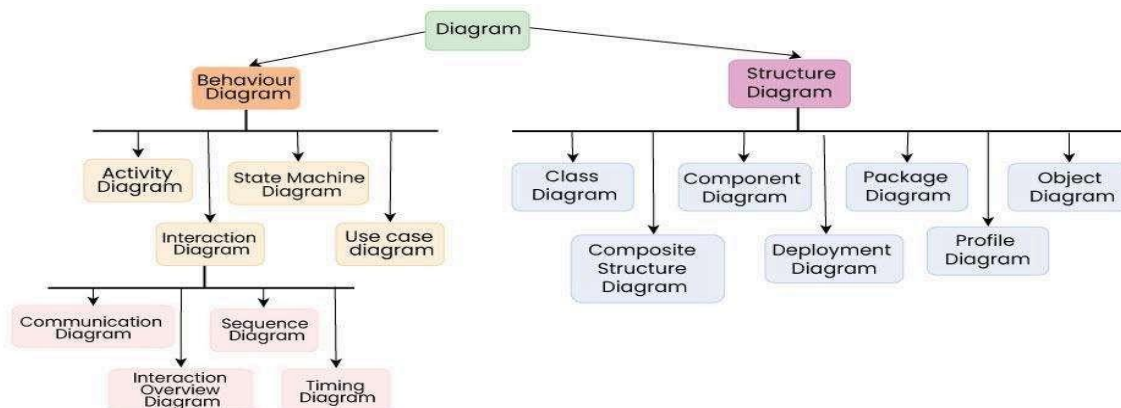 Diagram
Behaviour
Diagram
Structure
Diagram
Activity
Diagram
State Machine
Diagram
Interaction
Diagram
Use case
diagram
Class
Diagram
Component
Diagram
Package
Diagram
Object
Diagram
Composite
Structure
Diagram
Deployment
Diagram
Profile
Diagram
Communication
Diagram
Sequence
Diagram
Interaction
Overview
Diagram
Timing
Diagram